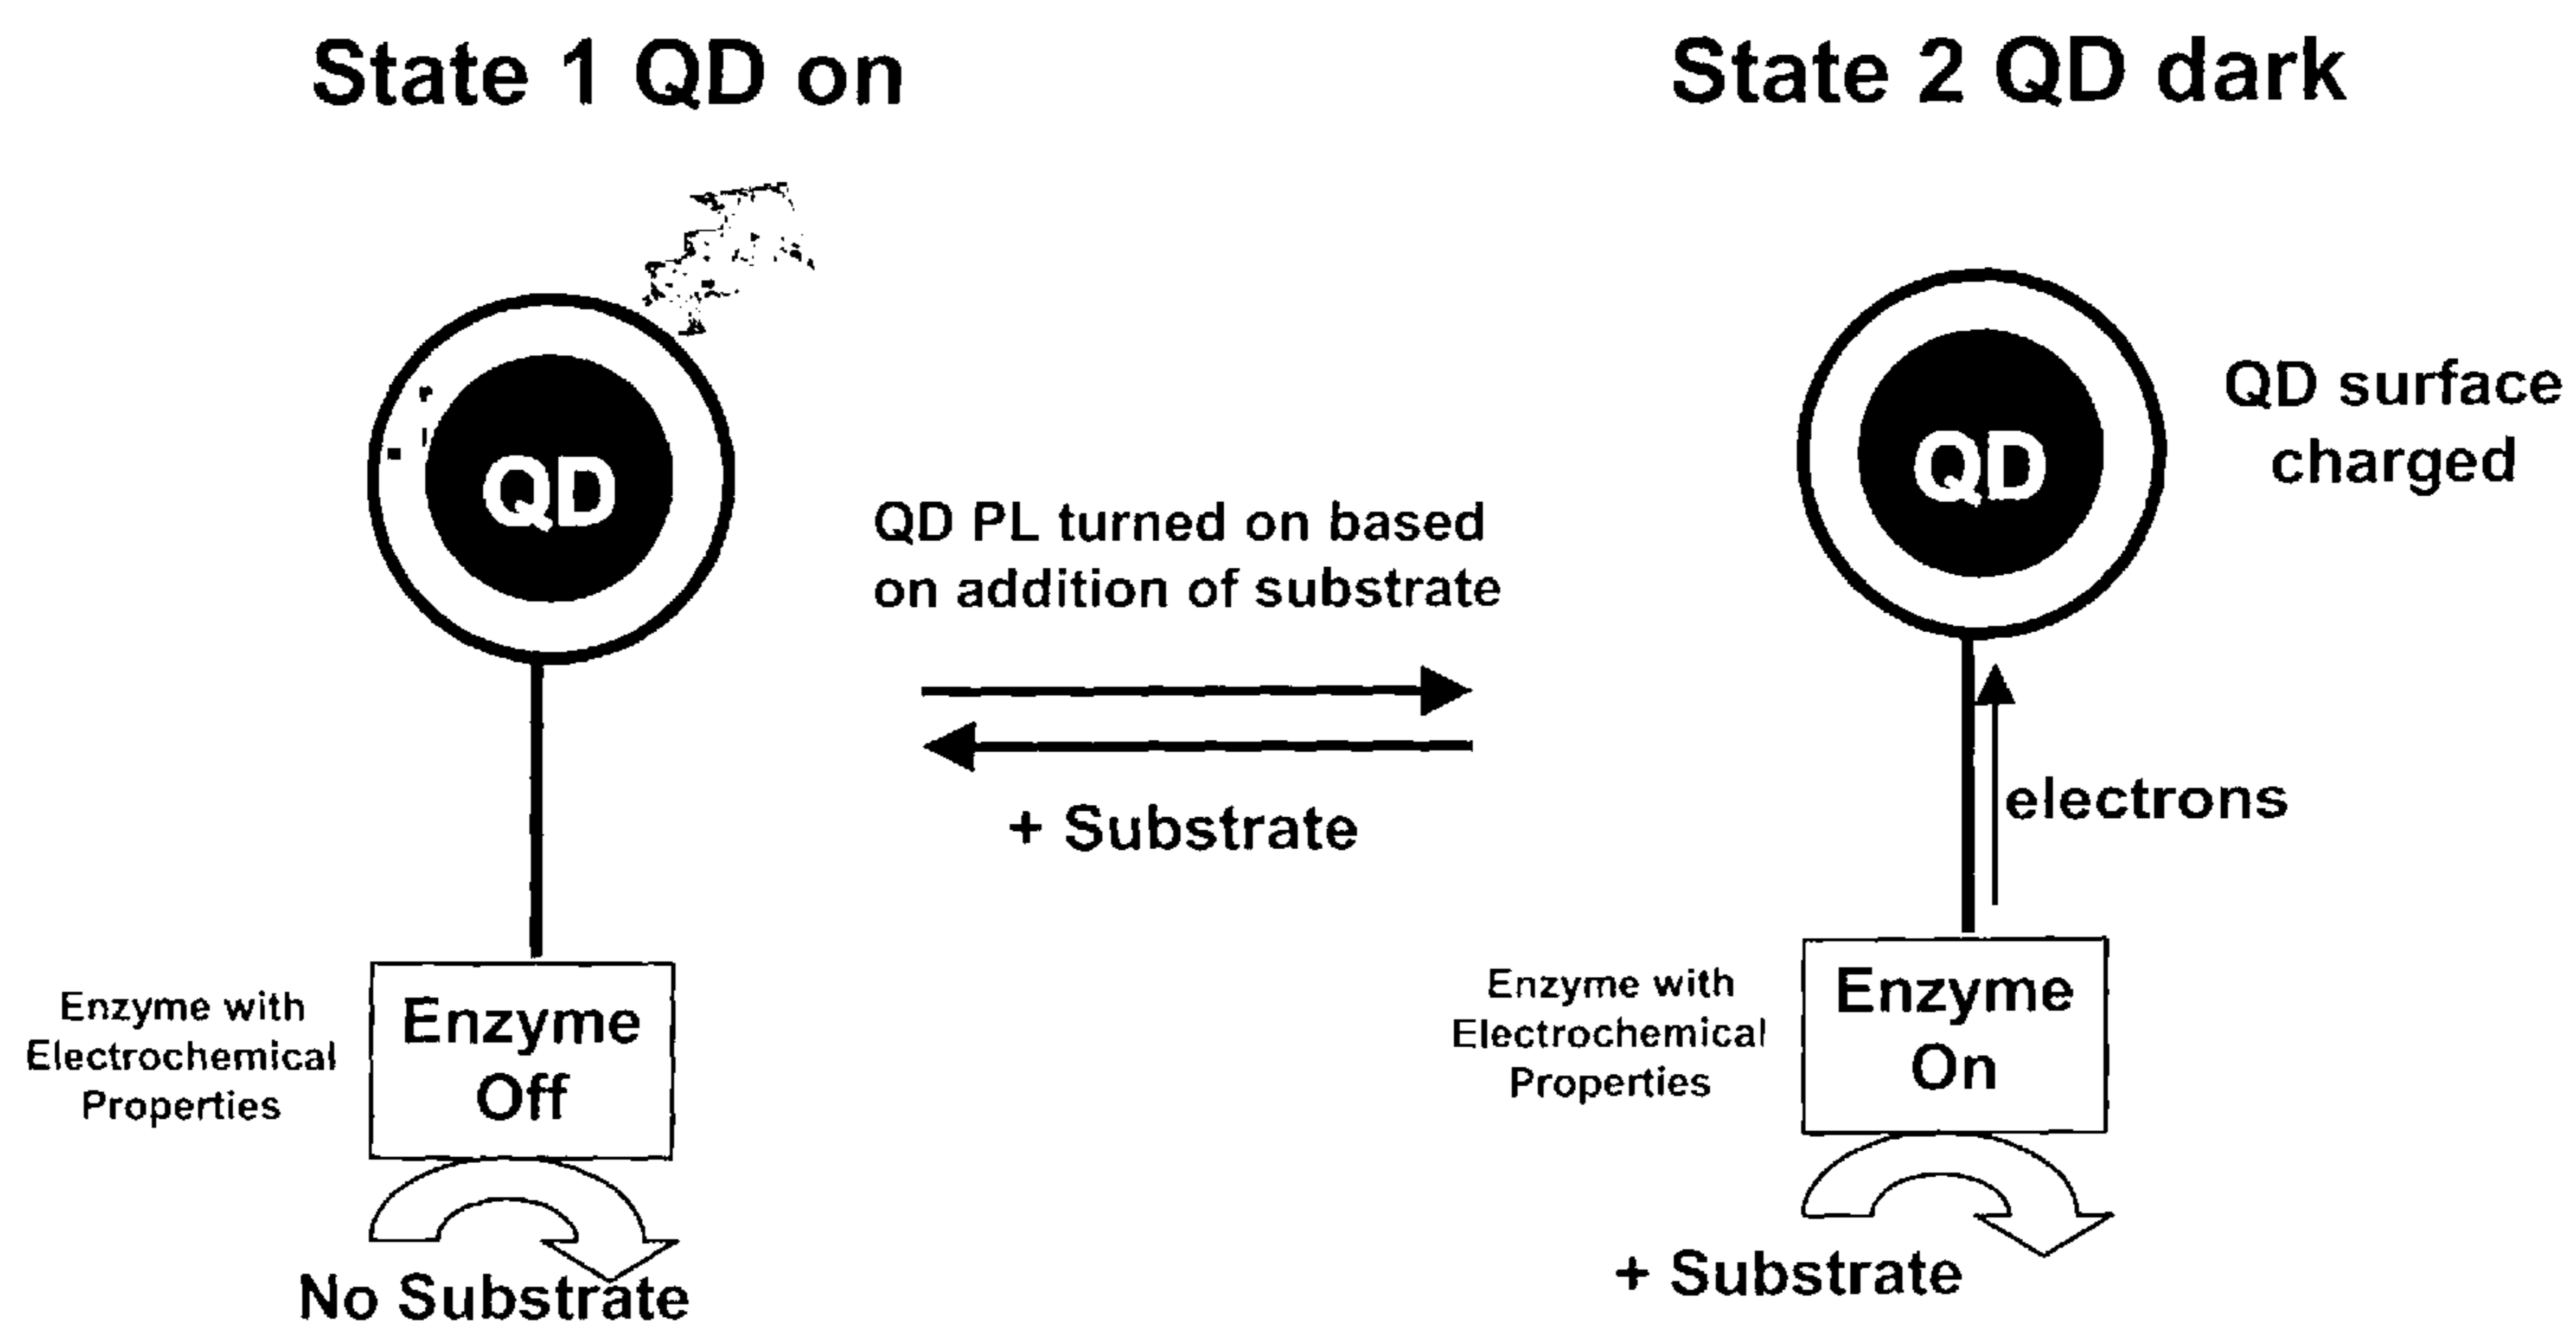 State 1 QD on
State 2 QD dark
QD
QD
QD surface
charged
QD PL turned on based
on addition of substrate
+ Substrate
electrons
Enzyme with
Electrochemical
Properties
Enzyme
Off
No Substrate
Enzyme with
Electrochemical
Properties
Enzyme
On
+ Substrate